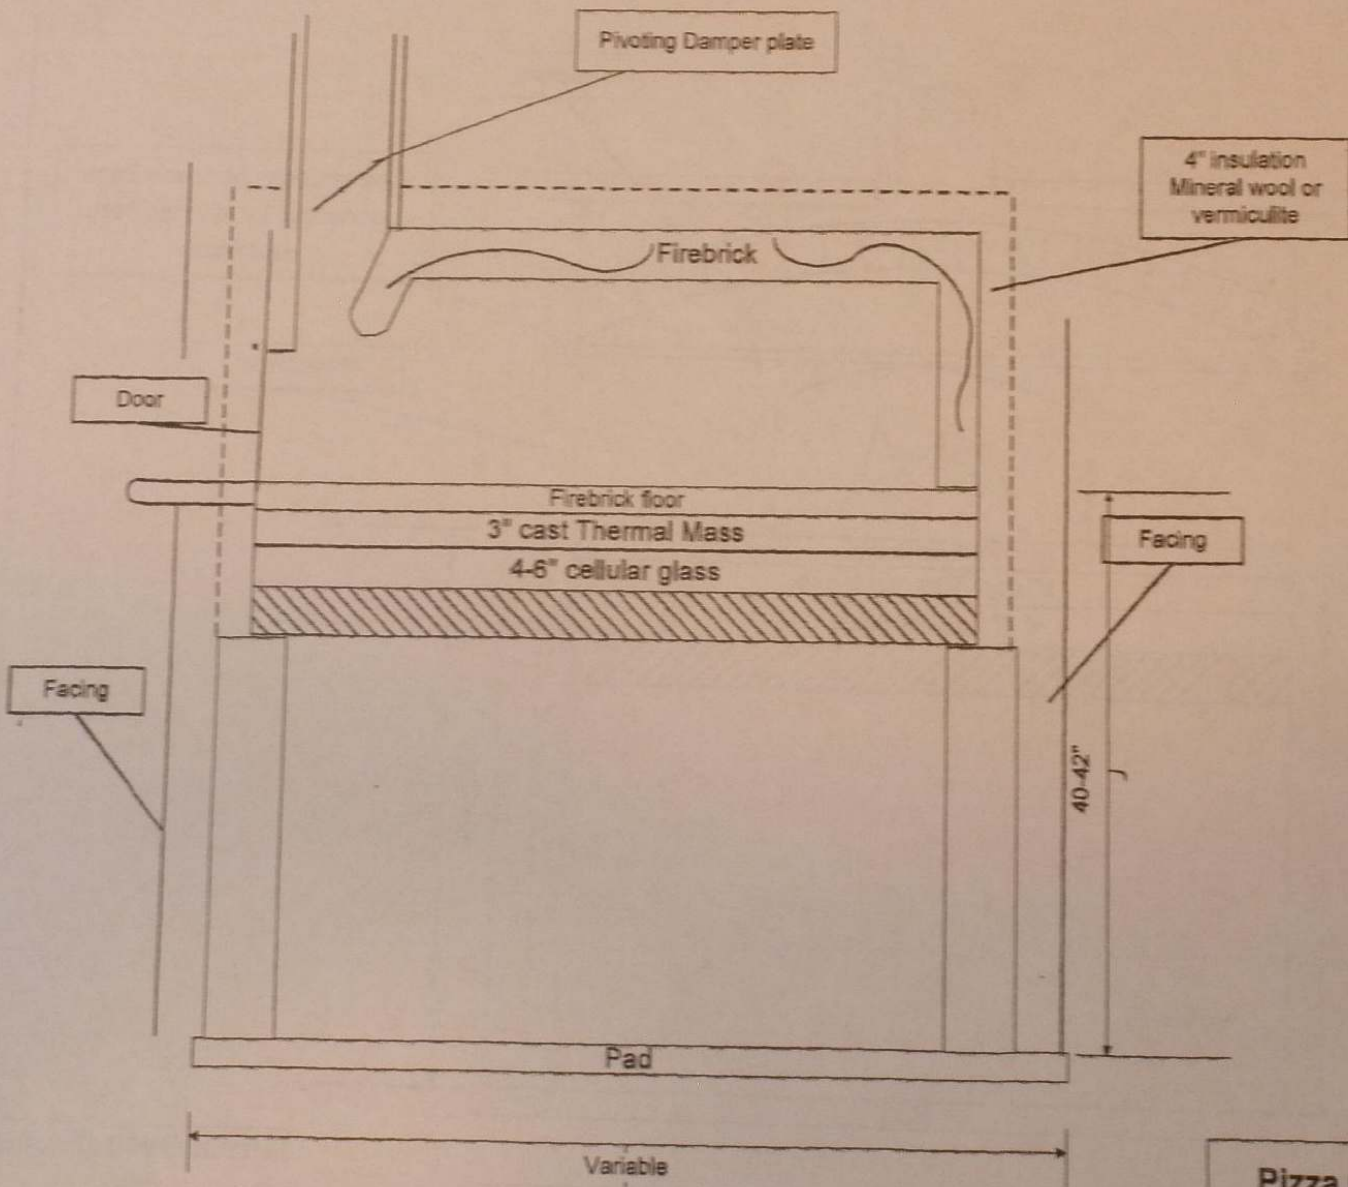 Pivoting Damper plate
4" insulation
Mineral wool or
vermiculite
Firebrick
Door
Firebrick floor
3" cast Thermal Mass
Facing
4-6" cellular glass
Facing
40-42"
Pad
Variable
Pizza